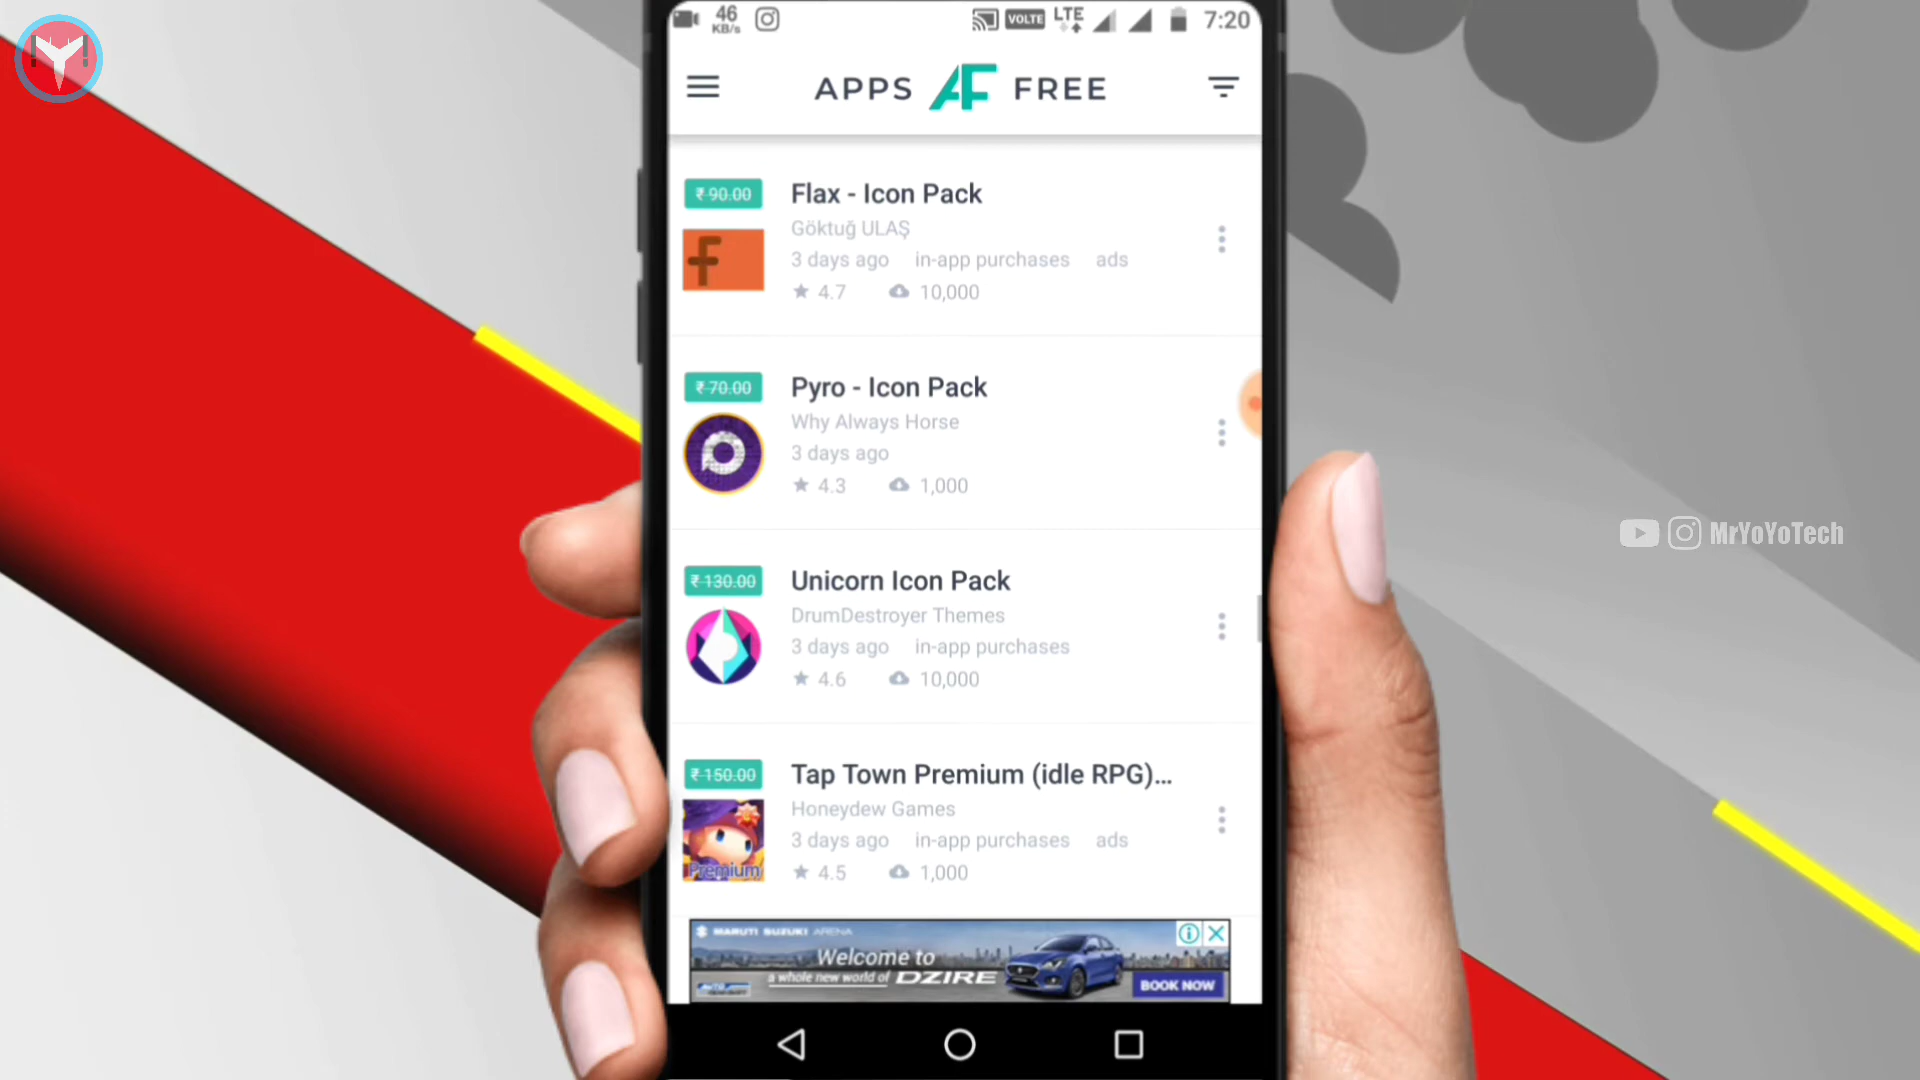 46
KB/s
VOLTE
LTE
7:20
APPS AF FREE
₹ 90.00
Flax - Icon Pack
Göktuğ ULAŞ
3 days ago in-app purchases ads
4.7 10,000
₹ 70.00
Pyro - Icon Pack
Why Always Horse
3 days ago
4.3 1,000
₹ 130.00
Unicorn Icon Pack
DrumDestroyer Themes
3 days ago in-app purchases
4.6 10,000
₹ 150.00
Tap Town Premium (idle RPG)...
Honeydew Games
3 days ago in-app purchases ads
4.5 1,000
Premium
MARUTI SUZUKI ARENA
Welcome to
a whole new world of DZIRE
BOOK NOW
MrYoYoTech